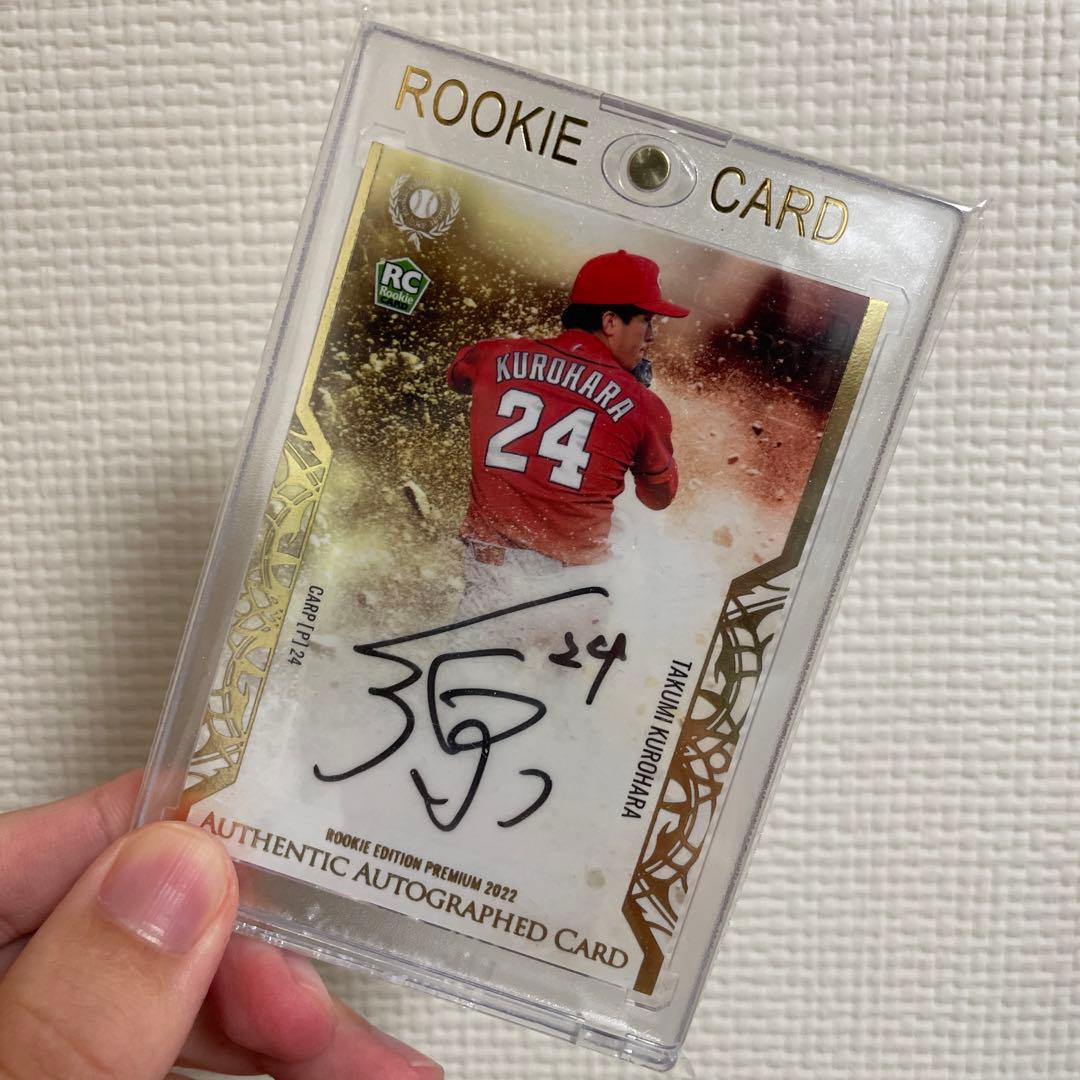 ROOKIE CARD
RC
Rookie
KUROHARA
24
24
CARP[P]24
TAKUMI KUROHARA
ROOKIE EDITION PREMIUM 2022
AUTHENTIC AUTOGRAPHED CARD